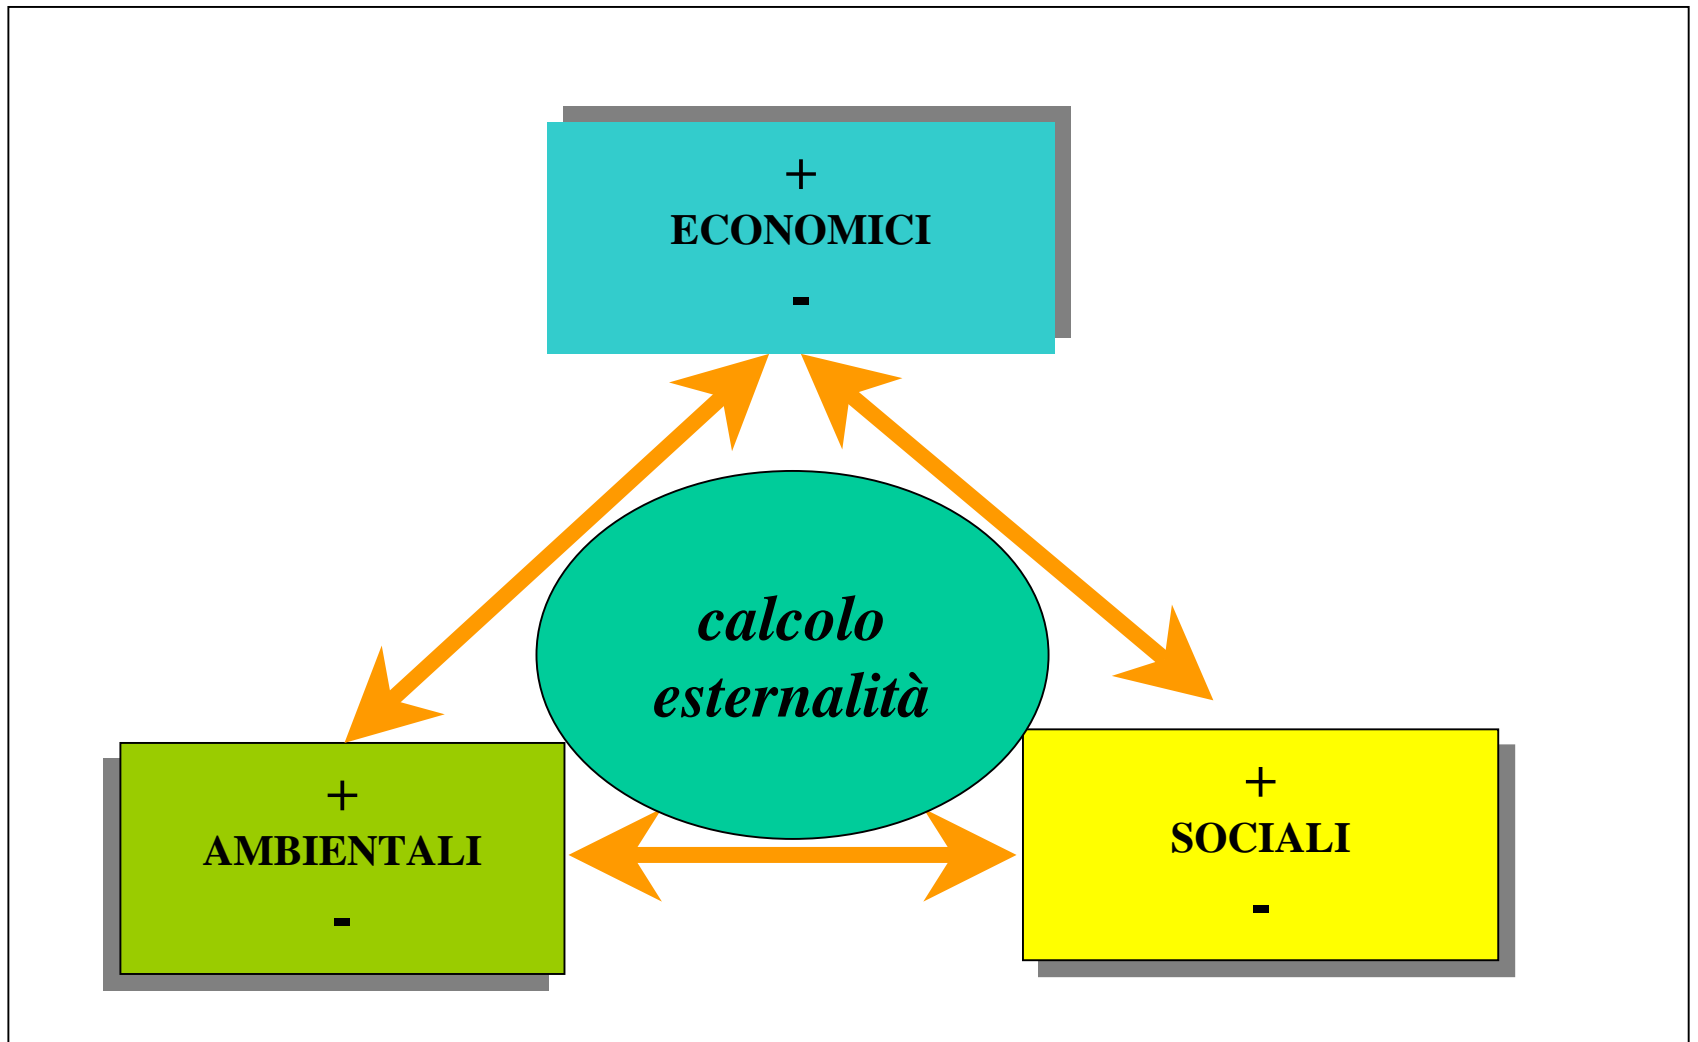 +
ECONOMICI
-
calcolo
esternalità
+
AMBIENTALI
-
+
SOCIALI
-